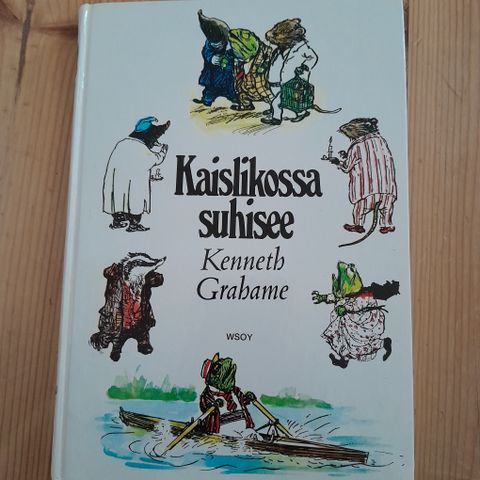 Kaislikossa
suhisee
Kenneth
Grahame
WSOY